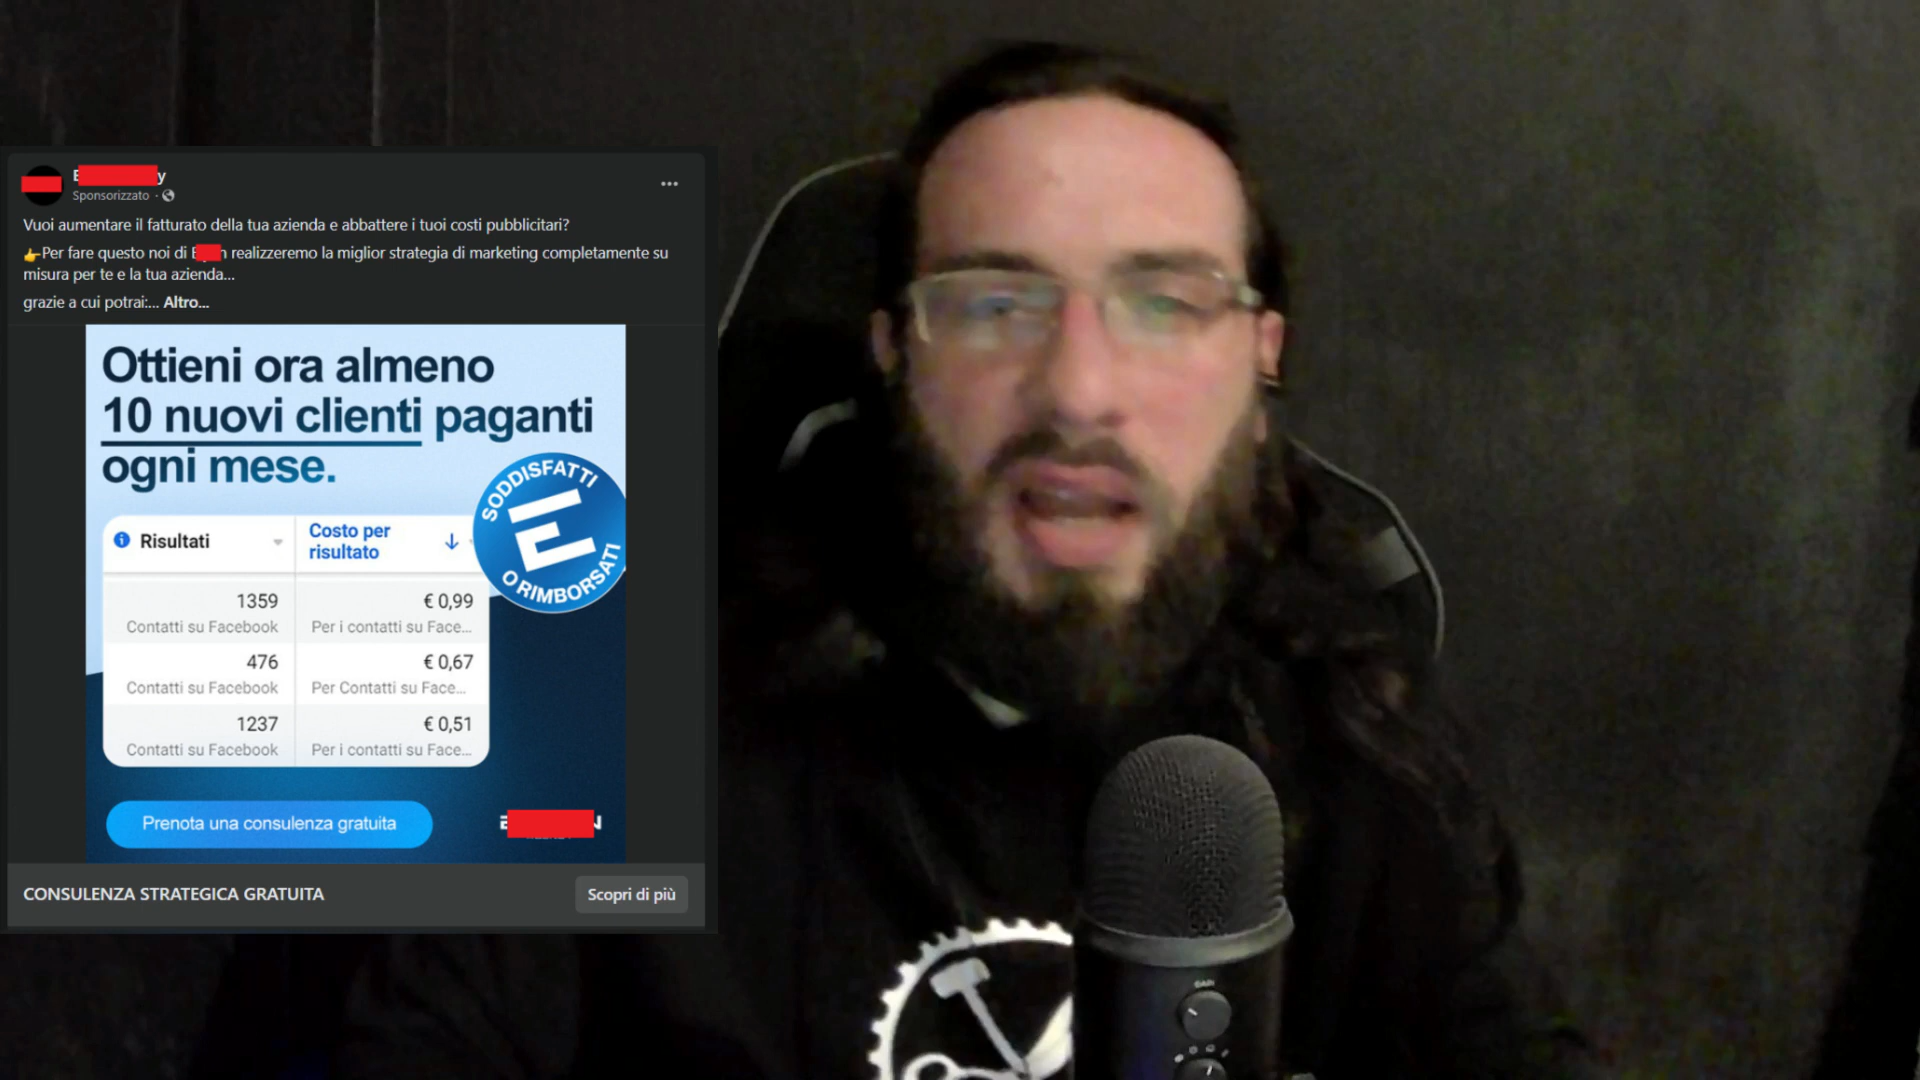 Sponsorizzato ·
Vuoi aumentare il fatturato della tua azienda e abbattere i tuoi costi pubblicitari?
👉Per fare questo noi di realizzeremo la miglior strategia di marketing completamente su
misura per te e la tua azienda...
grazie a cui potrai:... Altro...
Ottieni ora almeno
10 nuovi clienti paganti
ogni mese.
SODDISFATTI
E
O RIMBORSATI
Risultati
Costo per
risultato
1359
€ 0,99
Contatti su Facebook
Per i contatti su Face...
476
€ 0,67
Contatti su Facebook
Per Contatti su Face...
1237
€ 0,51
Contatti su Facebook
Per i contatti su Face...
Prenota una consulenza gratuita
CONSULENZA STRATEGICA GRATUITA
Scopri di più
GAIN